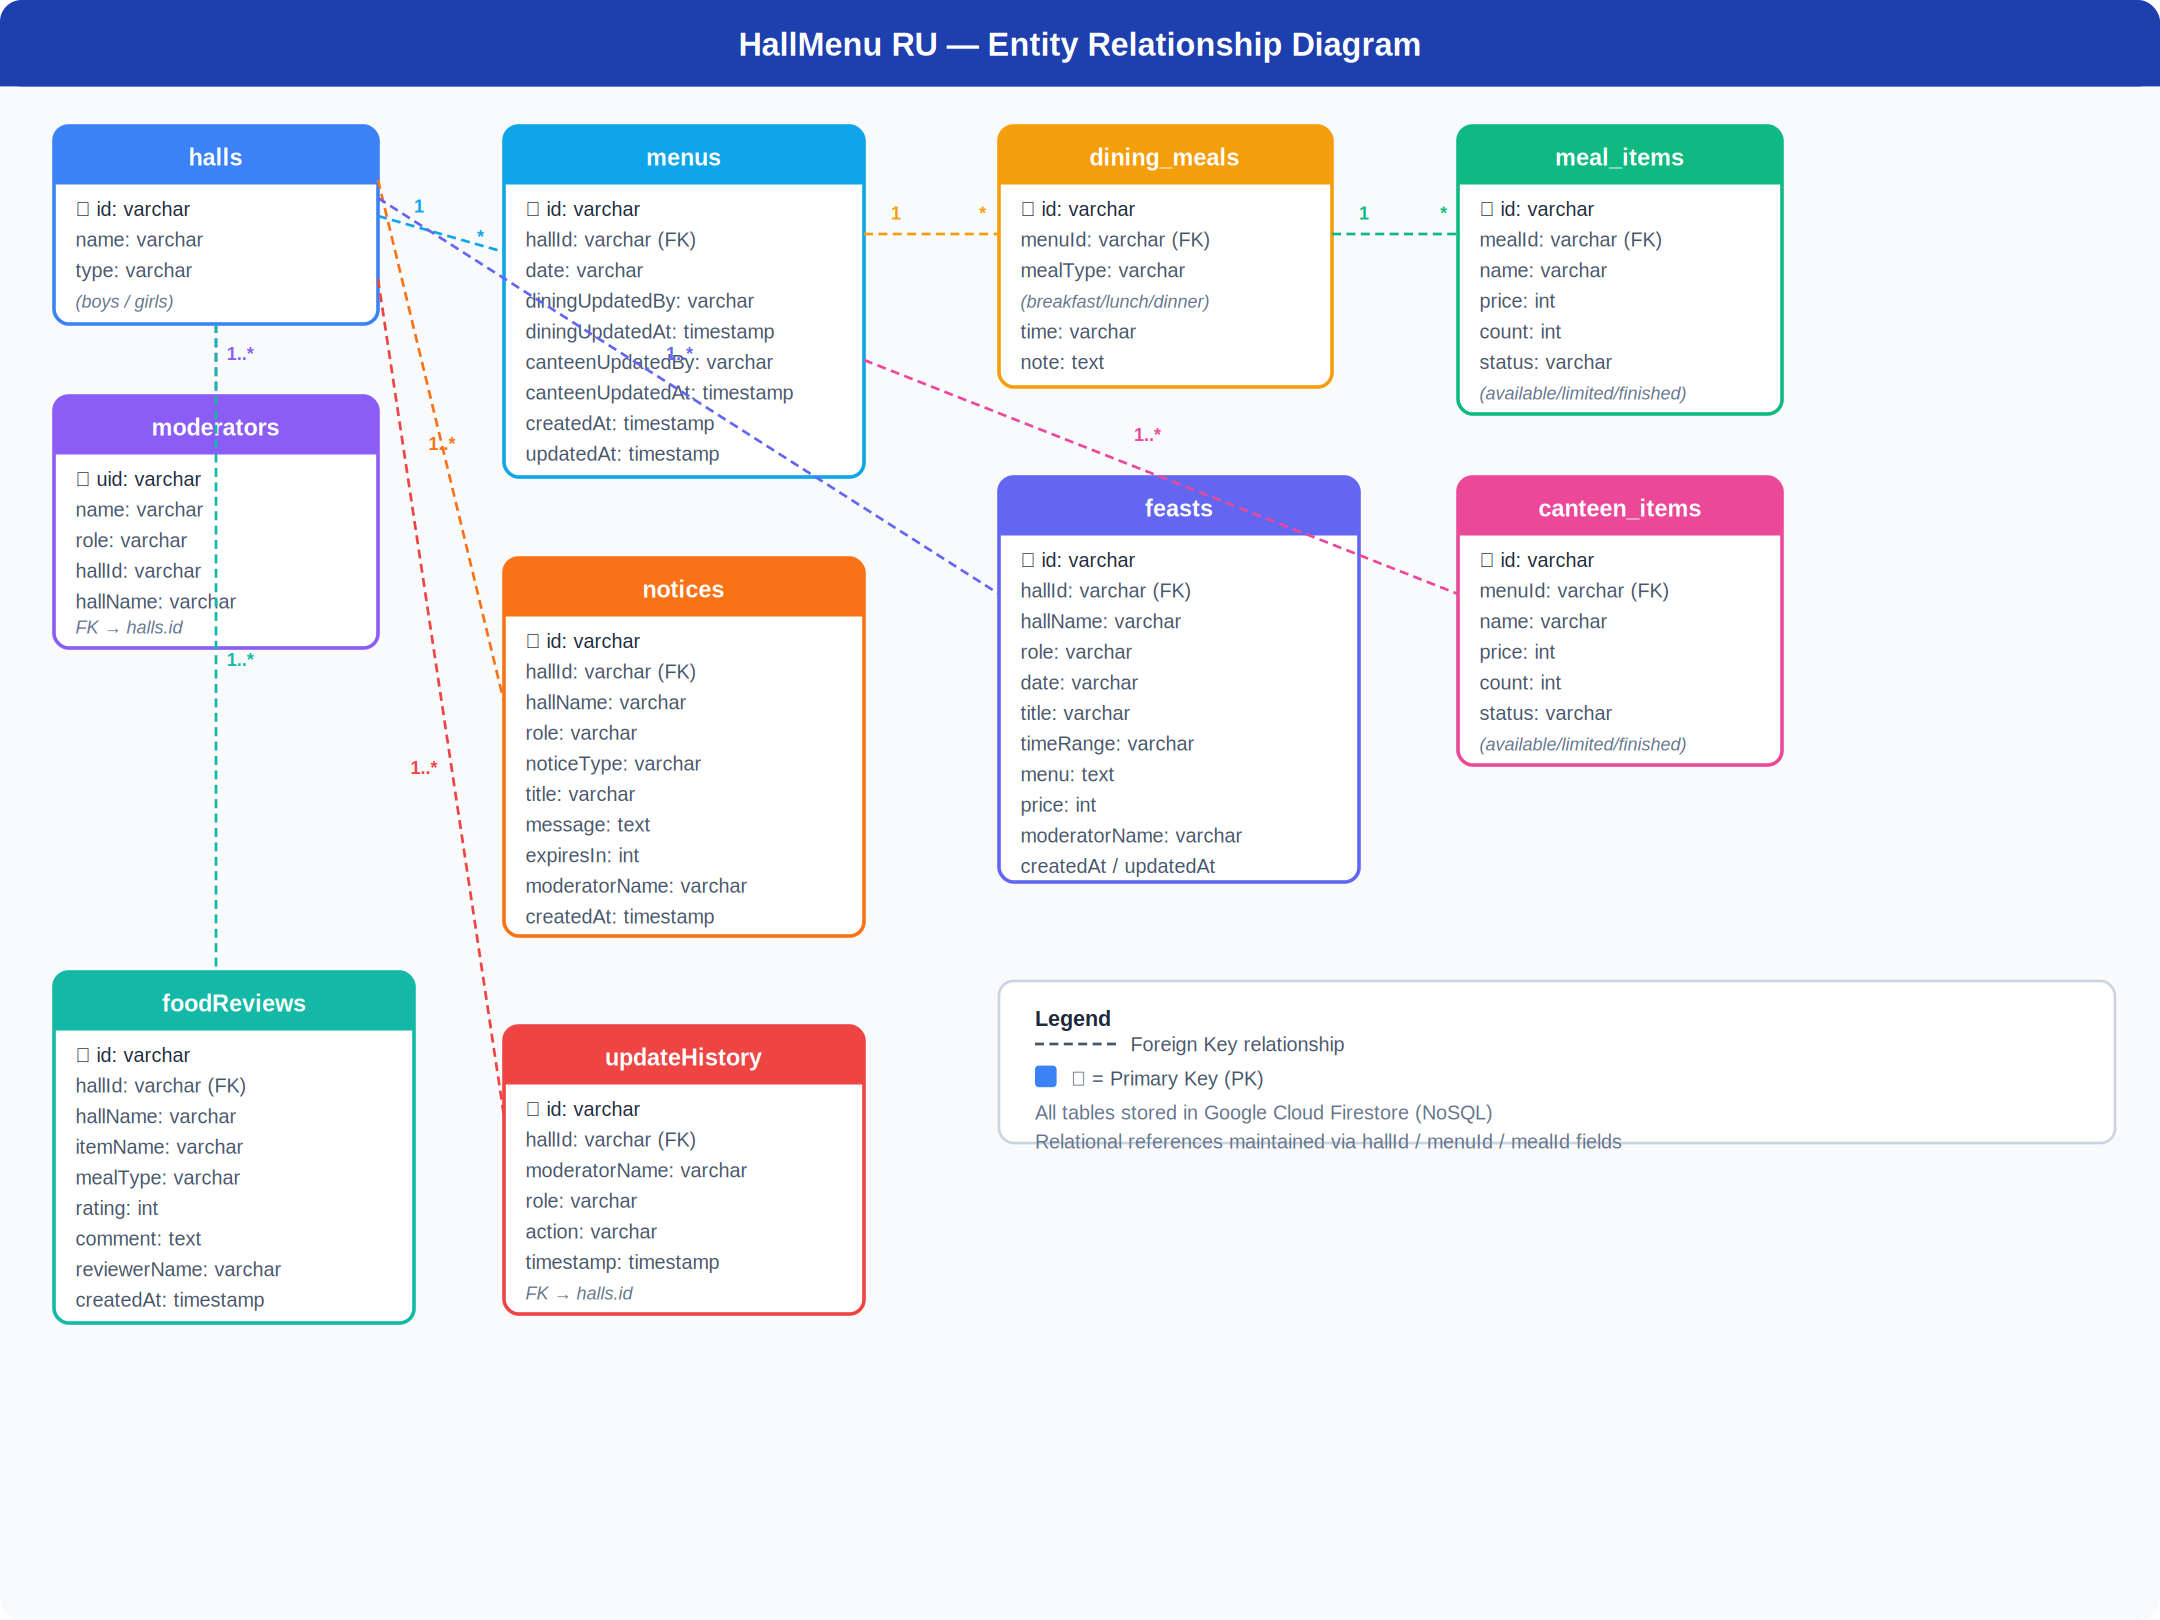 HallMenu RU — Entity Relationship Diagram
halls
id: varchar
name: varchar
type: varchar
(boys / girls)
1
*
menus
id: varchar
hallId: varchar (FK)
date: varchar
diningUpdatedBy: varchar
diningUpdatedAt: timestamp
canteenUpdatedBy: varchar
canteenUpdatedAt: timestamp
createdAt: timestamp
updatedAt: timestamp
1..*
1
*
dining_meals
id: varchar
menuId: varchar (FK)
mealType: varchar
(breakfast/lunch/dinner)
time: varchar
note: text
1
*
meal_items
id: varchar
mealId: varchar (FK)
name: varchar
price: int
count: int
status: varchar
(available/limited/finished)
1..*
moderators
uid: varchar
name: varchar
role: varchar
hallId: varchar
hallName: varchar
FK → halls.id
1..*
1..*
1..*
1..*
notices
id: varchar
hallId: varchar (FK)
hallName: varchar
role: varchar
noticeType: varchar
title: varchar
message: text
expiresIn: int
moderatorName: varchar
createdAt: timestamp
feasts
id: varchar
hallId: varchar (FK)
hallName: varchar
role: varchar
date: varchar
title: varchar
timeRange: varchar
menu: text
price: int
moderatorName: varchar
createdAt / updatedAt
canteen_items
id: varchar
menuId: varchar (FK)
name: varchar
price: int
count: int
status: varchar
(available/limited/finished)
foodReviews
id: varchar
hallId: varchar (FK)
hallName: varchar
itemName: varchar
mealType: varchar
rating: int
comment: text
reviewerName: varchar
createdAt: timestamp
updateHistory
id: varchar
hallId: varchar (FK)
moderatorName: varchar
role: varchar
action: varchar
timestamp: timestamp
FK → halls.id
Legend
Foreign Key relationship
= Primary Key (PK)
All tables stored in Google Cloud Firestore (NoSQL)
Relational references maintained via hallId / menuId / mealId fields